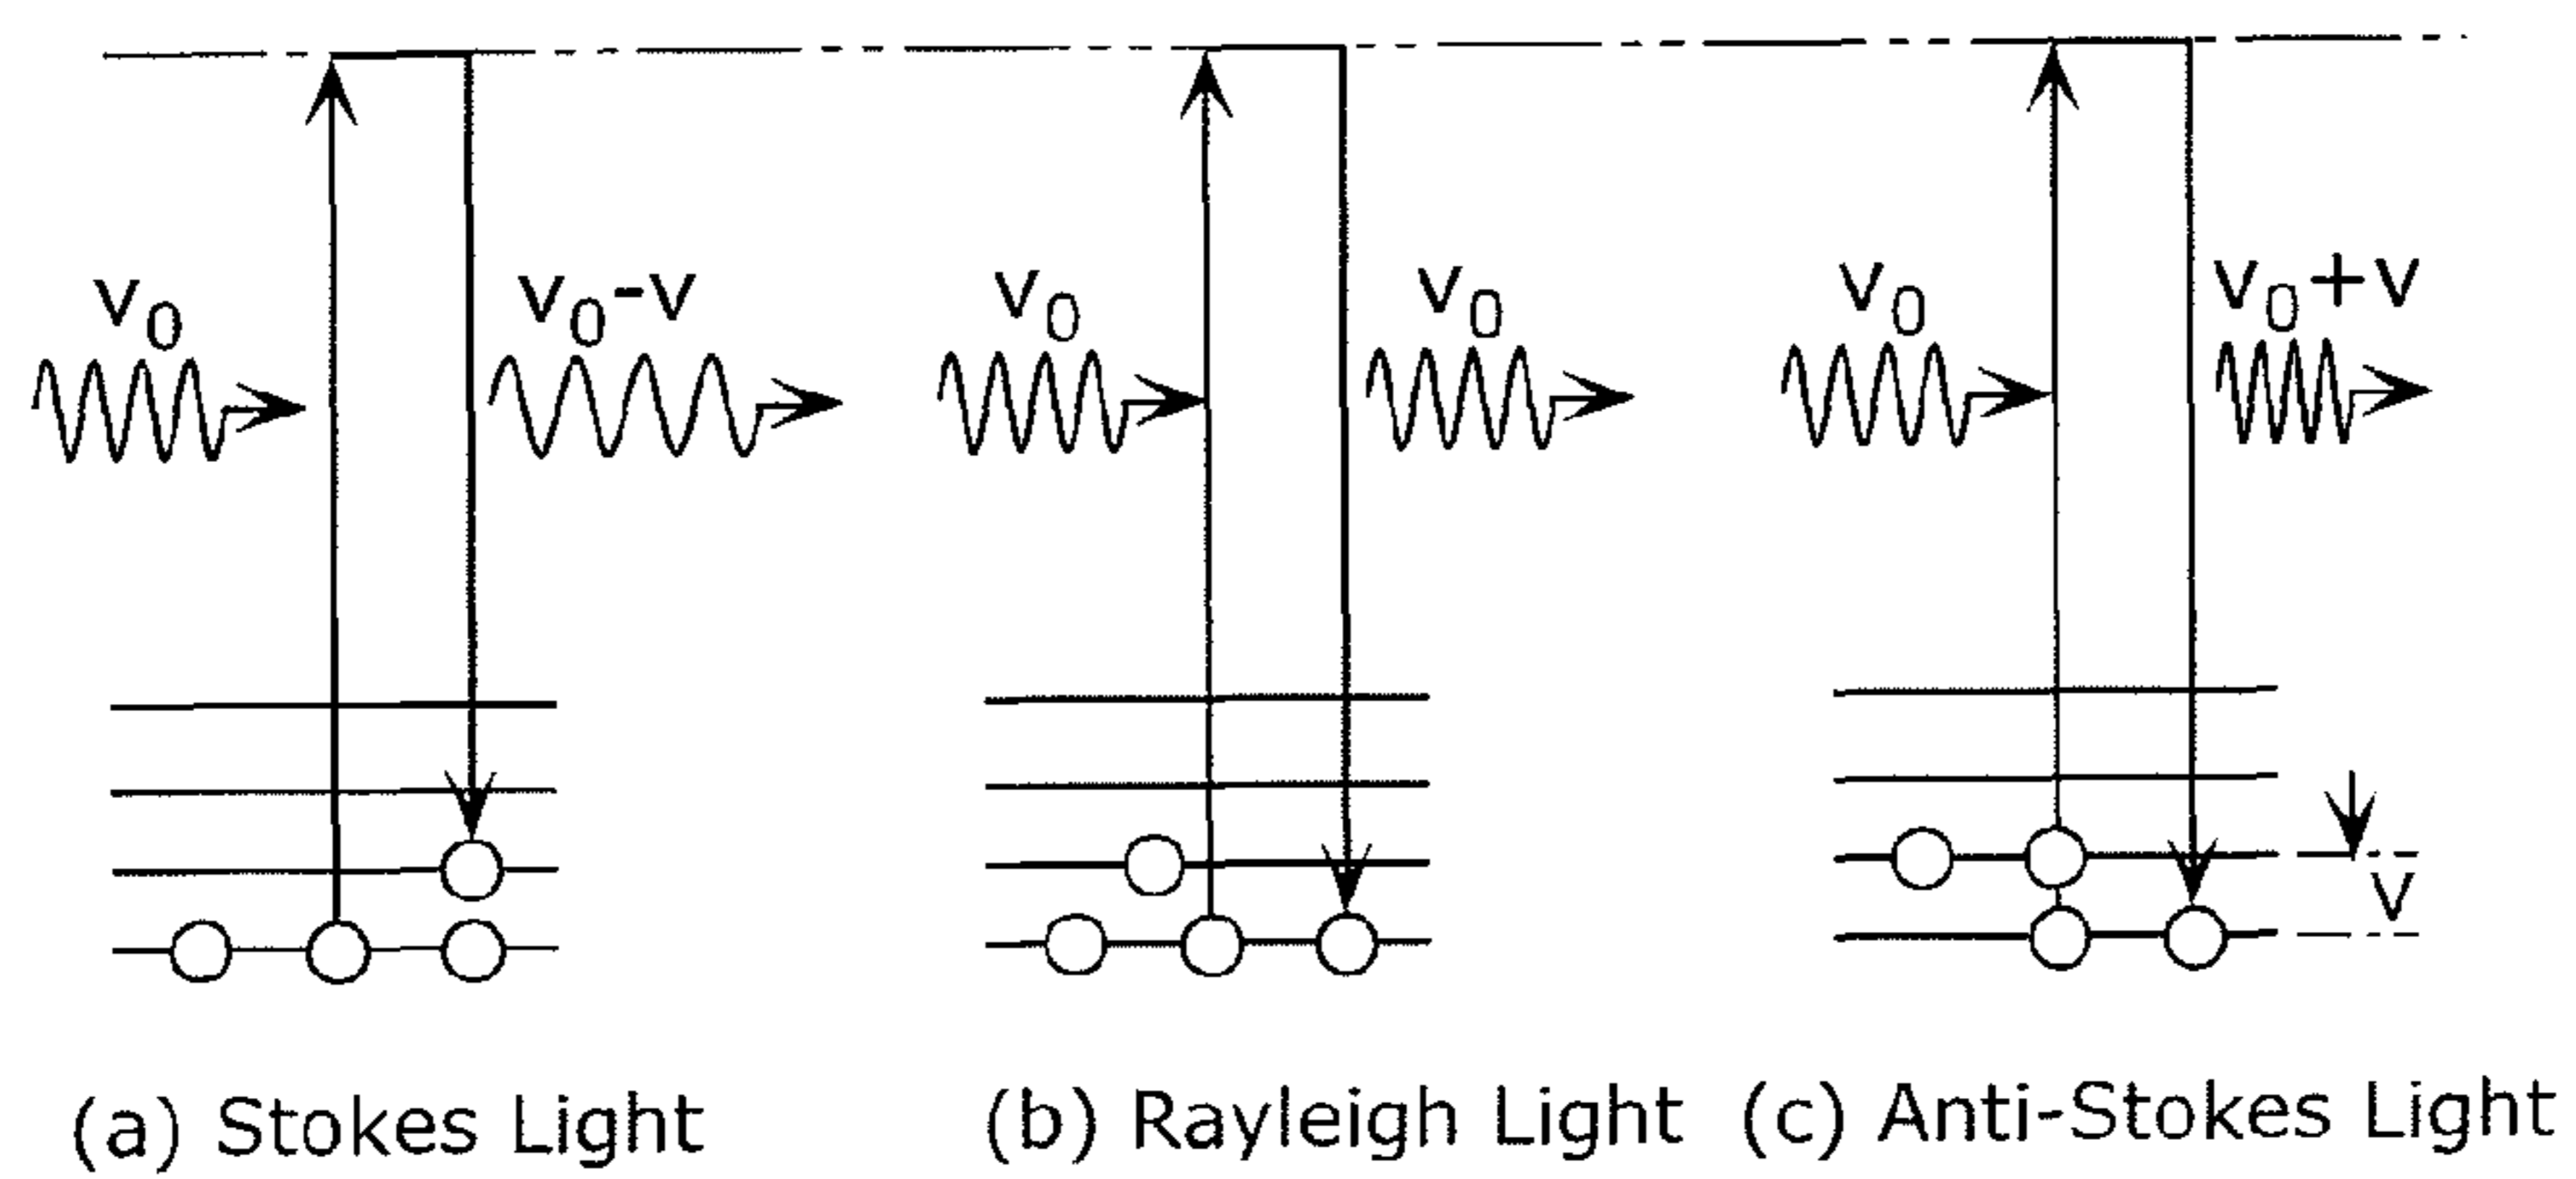 v0 v0-v v0 v0 v0 v0+v
v
(a) Stokes Light (b) Rayleigh Light (c) Anti-Stokes Light